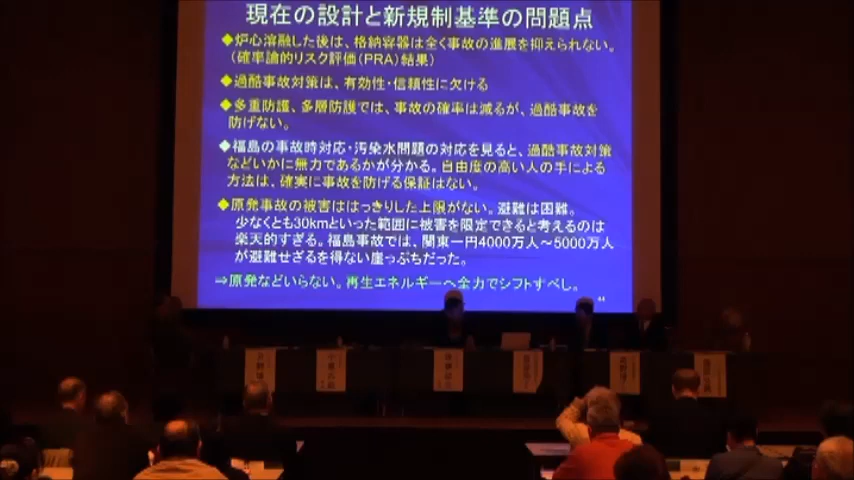 現在の設計と新規制基準の問題点
◆炉心溶融した後は、格納容器は全く事故の進展を抑えられない。
(確率論的リスク評価(PRA)結果)
◆過酷事故対策は、有効性・信頼性に欠ける
◆多重防護、多層防護では、事故の確率は減るが、過酷事故を
防げない。
◆福島の事故時対応・汚染水問題の対応を見ると、過酷事故対策
などいかに無力であるかが分かる。自由度の高い人の手による
方法は、確実に事故を防げる保証はない。
◆原発事故の被害ははっきりした上限がない。避難は困難。
少なくとも30kmといった範囲に被害を限定できると考えるのは
楽天的すぎる。福島事故では、関東一円4000万人～5000万人
が避難せざるを得ない崖っぷちだった。
⇒原発などいらない。再生エネルギーへ全力でシフトすべし。